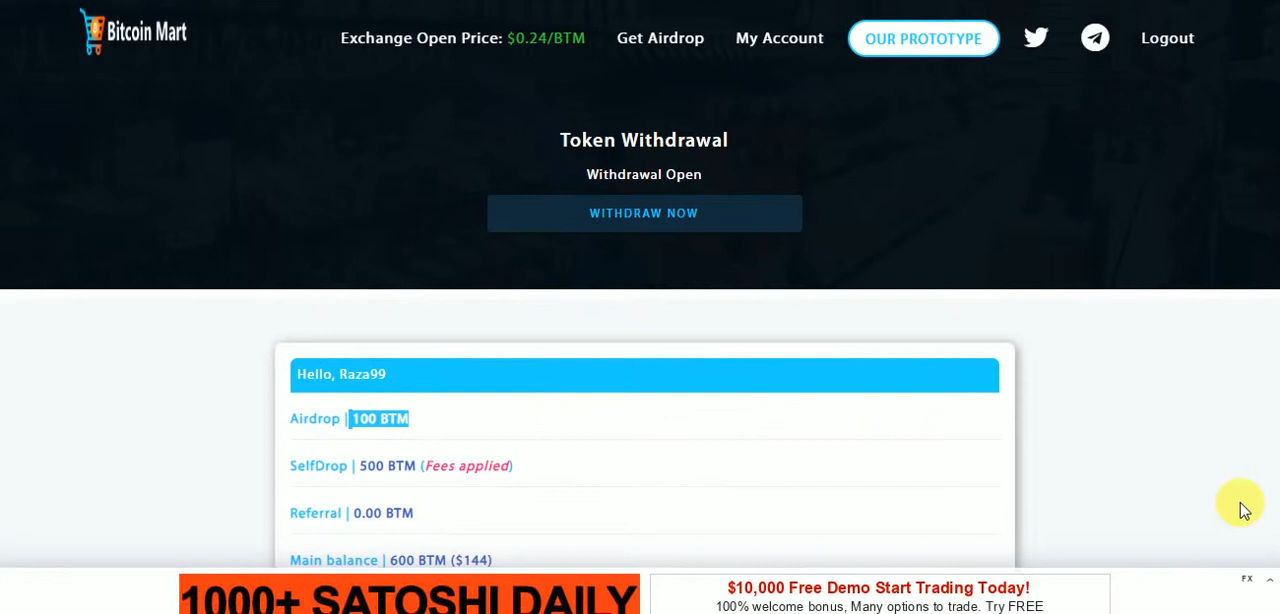 Bitcoin Mart
Exchange Open Price: $0.24/BTM Get Airdrop My Account OUR PROTOTYPE Logout
Token Withdrawal
Withdrawal Open
WITHDRAW NOW
Hello, Raza99
Airdrop | 100 BTM
SelfDrop | 500 BTM (Fees applied)
Referral | 0.00 BTM
Main balance | 600 BTM ($144)
FX
1000+ SATOSHI DAILY
$10,000 Free Demo Start Trading Today!
100% welcome bonus, Many options to trade. Try FREE